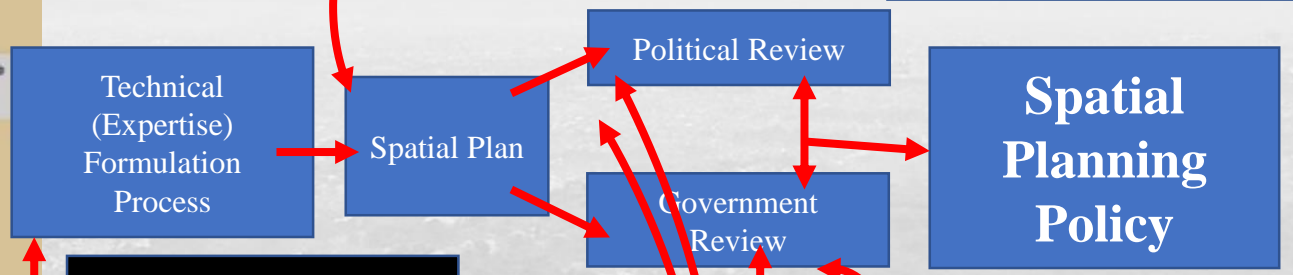 Technical
(Expertise)
Formulation
Process
Spatial Plan
Political Review
Government
Review
Spatial
Planning
Policy